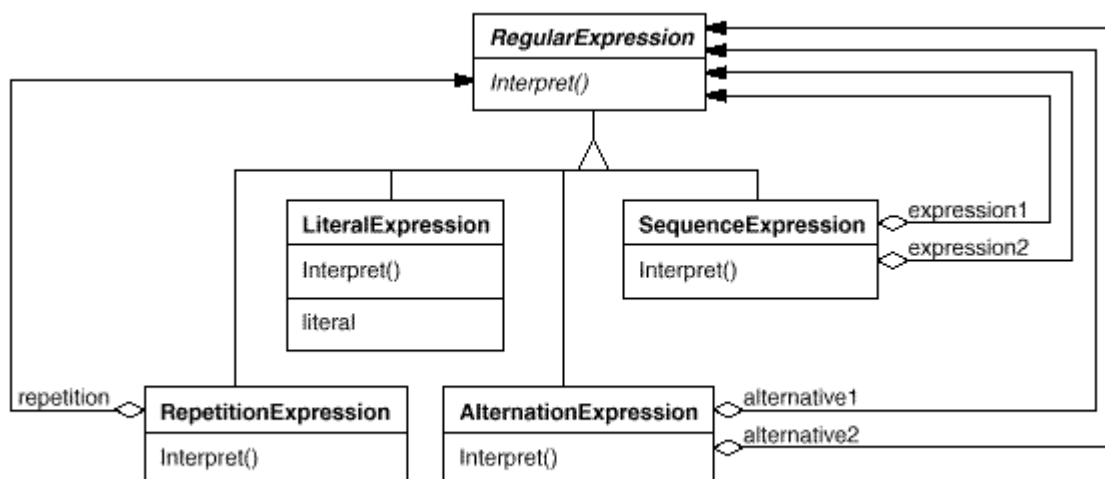 RegularExpression
Interpret()
LiteralExpression
Interpret()
literal
SequenceExpression
Interpret()
expression1
expression2
repetition
RepetitionExpression
Interpret()
AlternationExpression
Interpret()
alternative1
alternative2